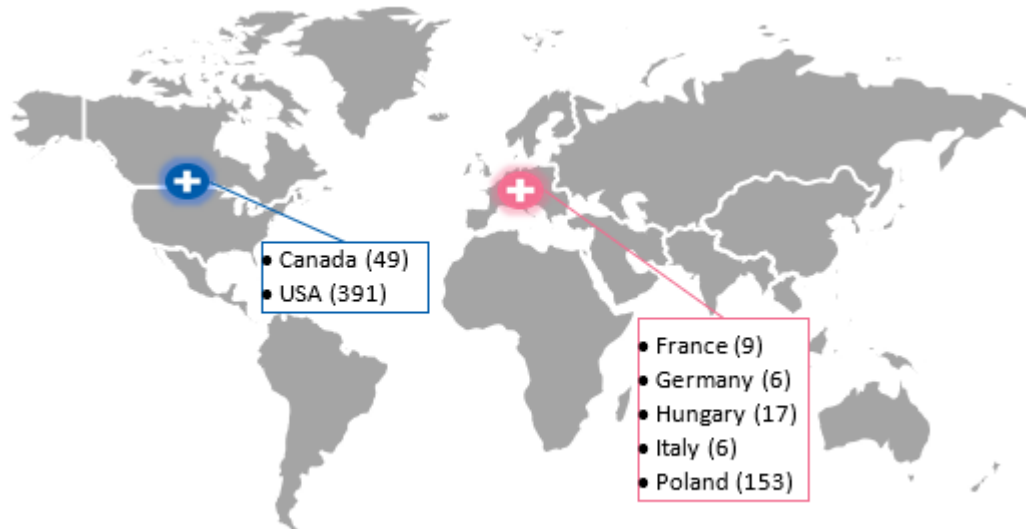 • Canada (49)
• USA (391)
• France (9)
• Germany (6)
• Hungary (17)
• Italy (6)
• Poland (153)